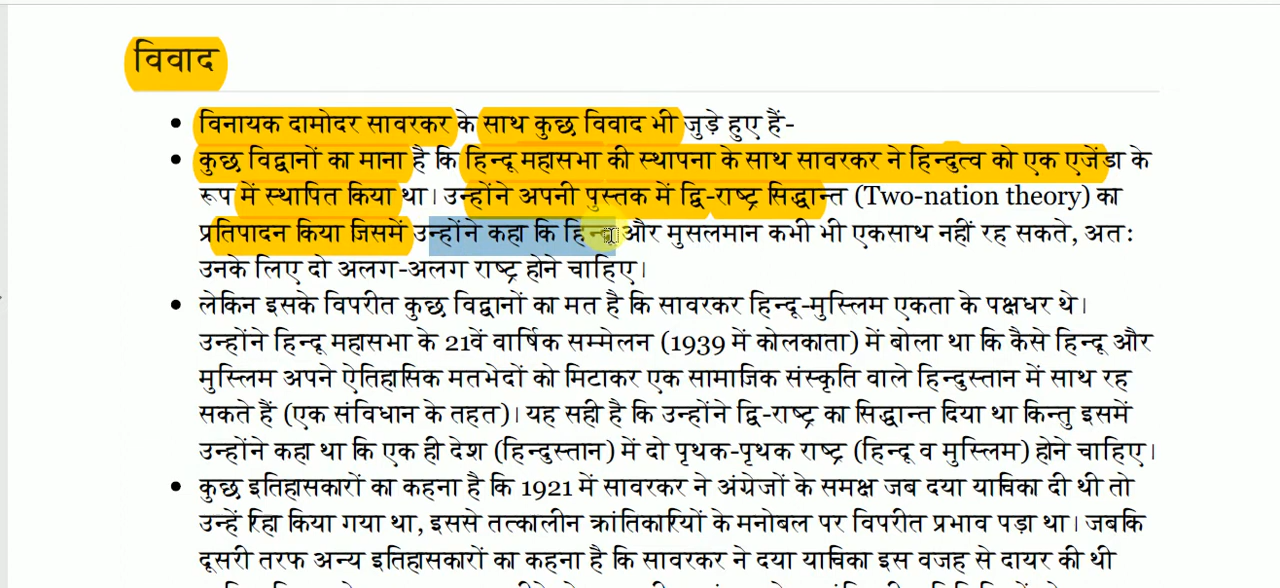 विवाद
• विनायक दामोदर सावरकर के साथ कुछ विवाद भी जुड़े हुए हैं-
• कुछ विद्वानों का माना है कि हिन्दू महासभा की स्थापना के साथ सावरकर ने हिन्दुत्व को एक एजेंडा के
रूप में स्थापित किया था। उन्होंने अपनी पुस्तक में द्वि-राष्ट्र सिद्धान्त (Two-nation theory) का
प्रतिपादन किया जिसमें उन्होंने कहा कि हिन्दू और मुसलमान कभी भी एकसाथ नहीं रह सकते, अतः
उनके लिए दो अलग-अलग राष्ट्र होने चाहिए।
• लेकिन इसके विपरीत कुछ विद्वानों का मत है कि सावरकर हिन्दू-मुस्लिम एकता के पक्षधर थे।
उन्होंने हिन्दू महासभा के 21वें वार्षिक सम्मेलन (1939 में कोलकाता) में बोला था कि कैसे हिन्दू और
मुस्लिम अपने ऐतिहासिक मतभेदों को मिटाकर एक सामाजिक संस्कृति वाले हिन्दुस्तान में साथ रह
सकते हैं (एक संविधान के तहत)। यह सही है कि उन्होंने द्वि-राष्ट्र का सिद्धान्त दिया था किन्तु इसमें
उन्होंने कहा था कि एक ही देश (हिन्दुस्तान) में दो पृथक-पृथक राष्ट्र (हिन्दू व मुस्लिम) होने चाहिए।
• कुछ इतिहासकारों का कहना है कि 1921 में सावरकर ने अंग्रेजों के समक्ष जब दया याचिका दी थी तो
उन्हें रिहा किया गया था, इससे तत्कालीन क्रांतिकारियों के मनोबल पर विपरीत प्रभाव पड़ा था। जबकि
दूसरी तरफ अन्य इतिहासकारों का कहना है कि सावरकर ने दया याचिका इस वजह से दायर की थी